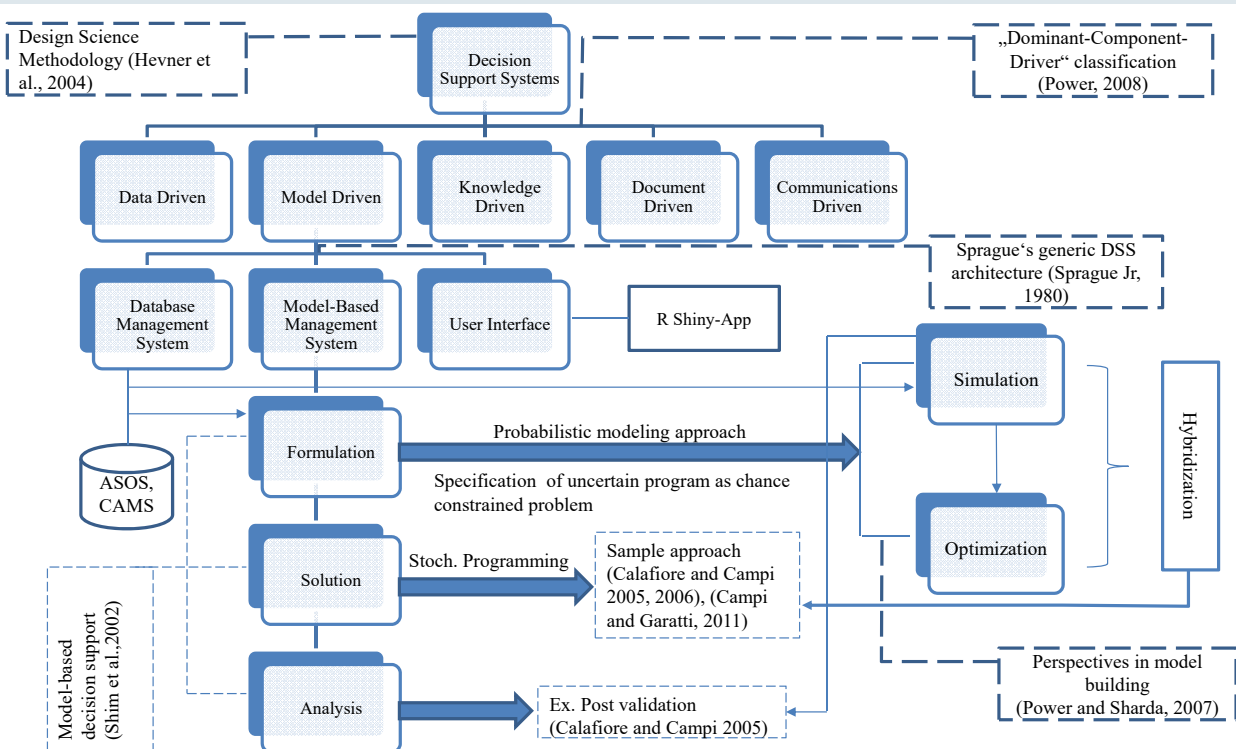 Design Science
Methodology (Hevner et
al., 2004)
Decision
Support Systems
„Dominant-Component-
Driver“ classification
(Power, 2008)
Data Driven
Model Driven
Knowledge
Driven
Document
Driven
Communications
Driven
Sprague‘s generic DSS
architecture (Sprague Jr,
1980)
Database
Management
System
Model-Based
Management
System
User Interface
R Shiny-App
Simulation
Hybridization
ASOS,
CAMS
Formulation
Probabilistic modeling approach
Specification of uncertain program as chance
constrained problem
Optimization
Solution
Stoch. Programming
Sample approach
(Calafiore and Campi
2005, 2006), (Campi
and Garatti, 2011)
Model-based
decision support
(Shim et al.,2002)
Analysis
Ex. Post validation
(Calafiore and Campi 2005)
Perspectives in model
building
(Power and Sharda, 2007)